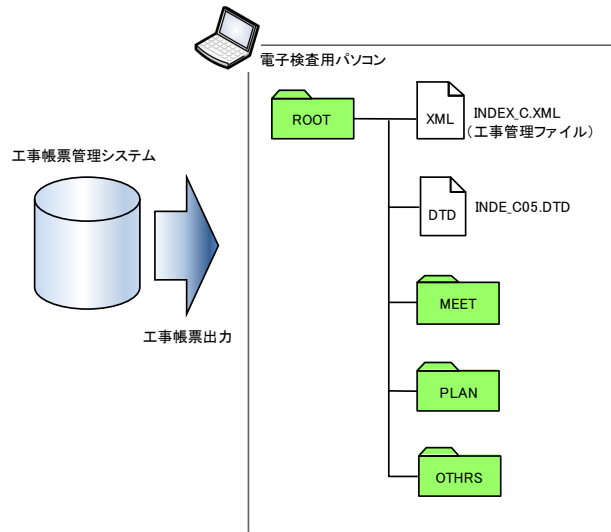 電子検査用パソコン
ROOT
XML
INDEX_C.XML
（工事管理ファイル）
工事帳票管理システム
DTD
INDE_C05.DTD
MEET
工事帳票出力
PLAN
OTHRS